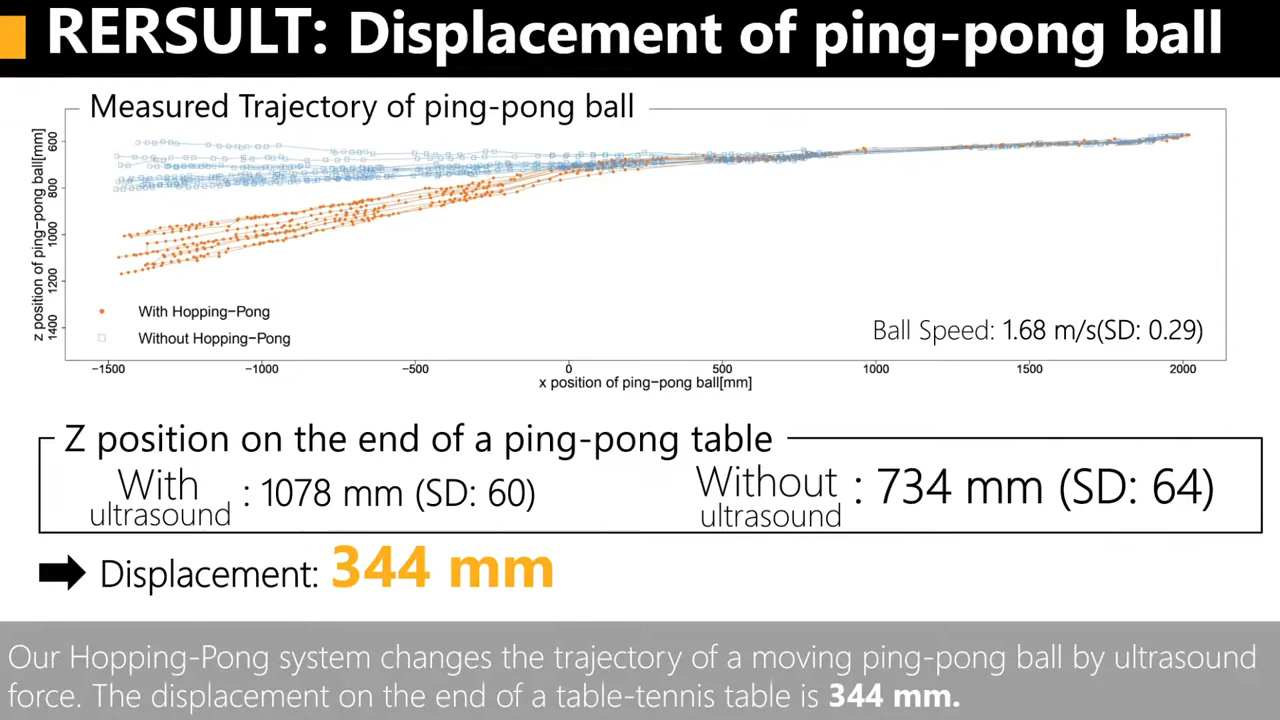 RERSULT: Displacement of ping-pong ball
Measured Trajectory of ping-pong ball
z position of ping-pong ball[mm]
600
800
1000
1200
1400
With Hopping-Pong
Without Hopping-Pong
Ball Speed: 1.68 m/s(SD: 0.29)
−1500 −1000 −500 0 500 1000 1500 2000
x position of ping-pong ball[mm]
Z position on the end of a ping-pong table
With ultrasound : 1078 mm (SD: 60)
Without ultrasound : 734 mm (SD: 64)
Displacement: 344 mm
Our Hopping-Pong system changes the trajectory of a moving ping-pong ball by ultrasound
force. The displacement on the end of a table-tennis table is 344 mm.